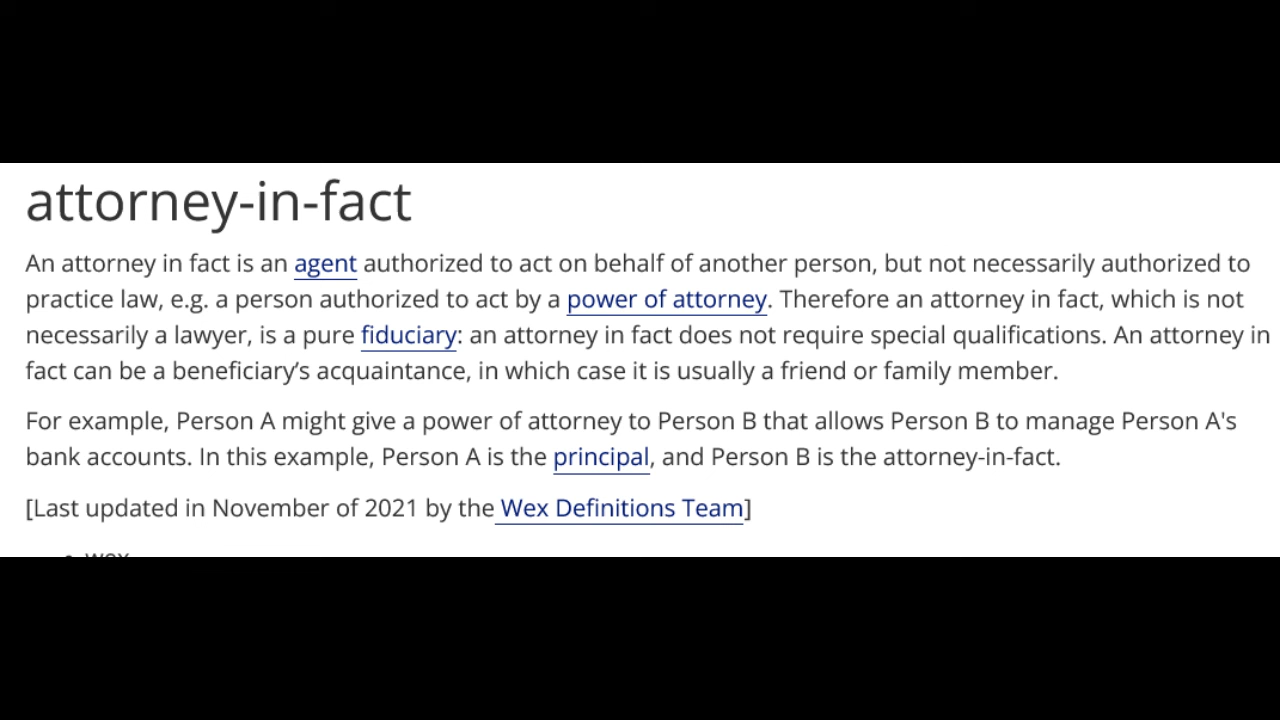 attorney-in-fact
An attorney in fact is an agent authorized to act on behalf of another person, but not necessarily authorized to
practice law, e.g. a person authorized to act by a power of attorney. Therefore an attorney in fact, which is not
necessarily a lawyer, is a pure fiduciary: an attorney in fact does not require special qualifications. An attorney in
fact can be a beneficiary’s acquaintance, in which case it is usually a friend or family member.
For example, Person A might give a power of attorney to Person B that allows Person B to manage Person A's
bank accounts. In this example, Person A is the principal, and Person B is the attorney-in-fact.
[Last updated in November of 2021 by the Wex Definitions Team]